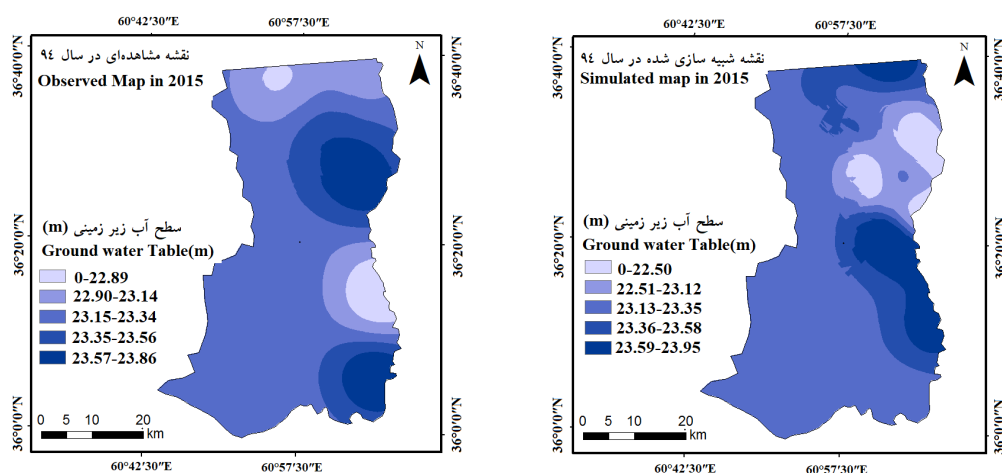 60°42'30"E 60°57'30"E
نقشه مشاهده‌ای در سال ٩٤
Observed Map in 2015
N
36°40'0"N
36°40'0"N
سطح آب زیر زمینی (m)
Ground water Table(m)
0-22.89
22.90-23.14
23.15-23.34
23.35-23.56
23.57-23.86
36°20'0"N
36°20'0"N
36°0'0"N
36°0'0"N
0 5 10 20
km
60°42'30"E 60°57'30"E
60°42'30"E 60°57'30"E
نقشه شبیه سازی شده در سال ٩٤
Simulated map in 2015
N
36°40'0"N
36°40'0"N
سطح آب زیر زمینی (m)
Ground water Table(m)
0-22.50
22.51-23.12
23.13-23.35
23.36-23.58
23.59-23.95
36°20'0"N
36°20'0"N
36°0'0"N
36°0'0"N
0 5 10 20
km
60°42'30"E 60°57'30"E